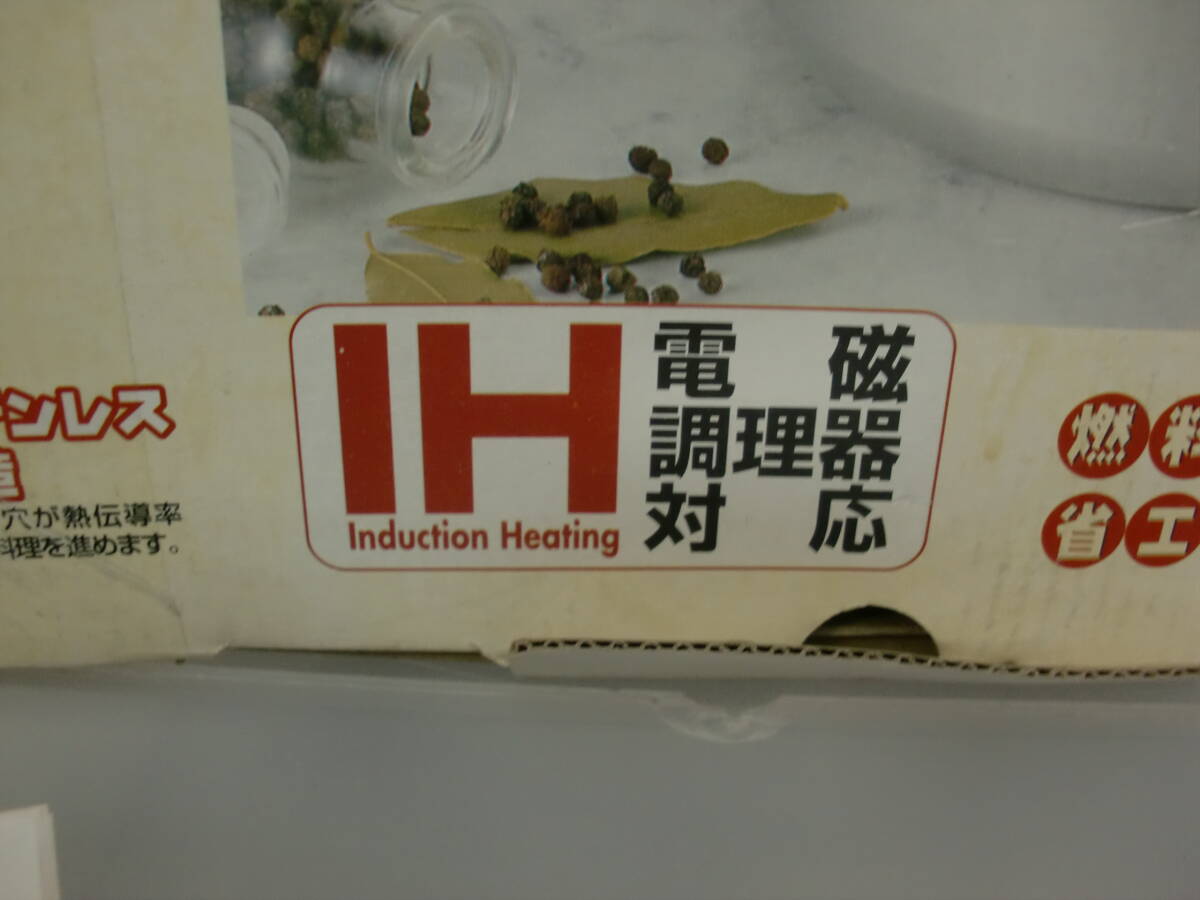 ンレス
穴が熱伝導率
料理を進めます。
IH
Induction Heating
電磁
調理器
対応
燃料
省エ